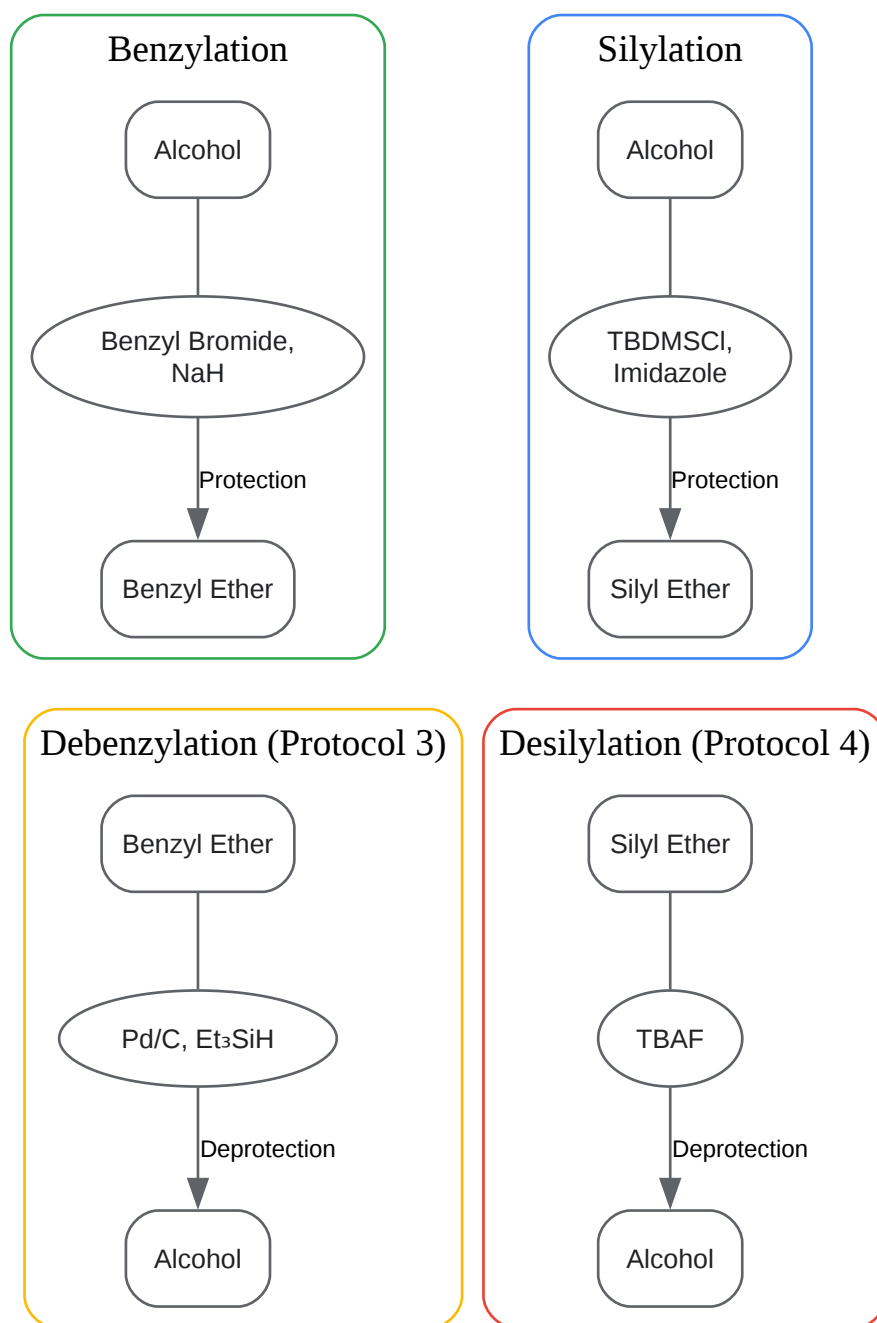 Benzylation
Alcohol
Benzyl Bromide,
NaH
Protection
Benzyl Ether
Silylation
Alcohol
TBDMSCl,
Imidazole
Protection
Silyl Ether
Debenzylation (Protocol 3)
Benzyl Ether
Pd/C, Et₃SiH
Deprotection
Alcohol
Desilylation (Protocol 4)
Silyl Ether
TBAF
Deprotection
Alcohol